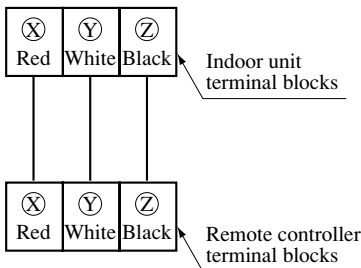 Ⓧ Ⓨ Ⓩ
Red White Black
Indoor unit
terminal blocks
Ⓧ Ⓨ Ⓩ
Red White Black
Remote controller
terminal blocks